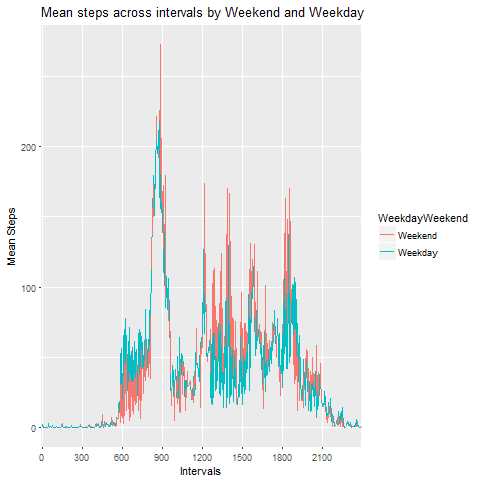 Mean steps across intervals by Weekend and Weekday
Mean Steps
200
100
0
0 300 600 900 1200 1500 1800 2100
Intervals
WeekdayWeekend
Weekend
Weekday